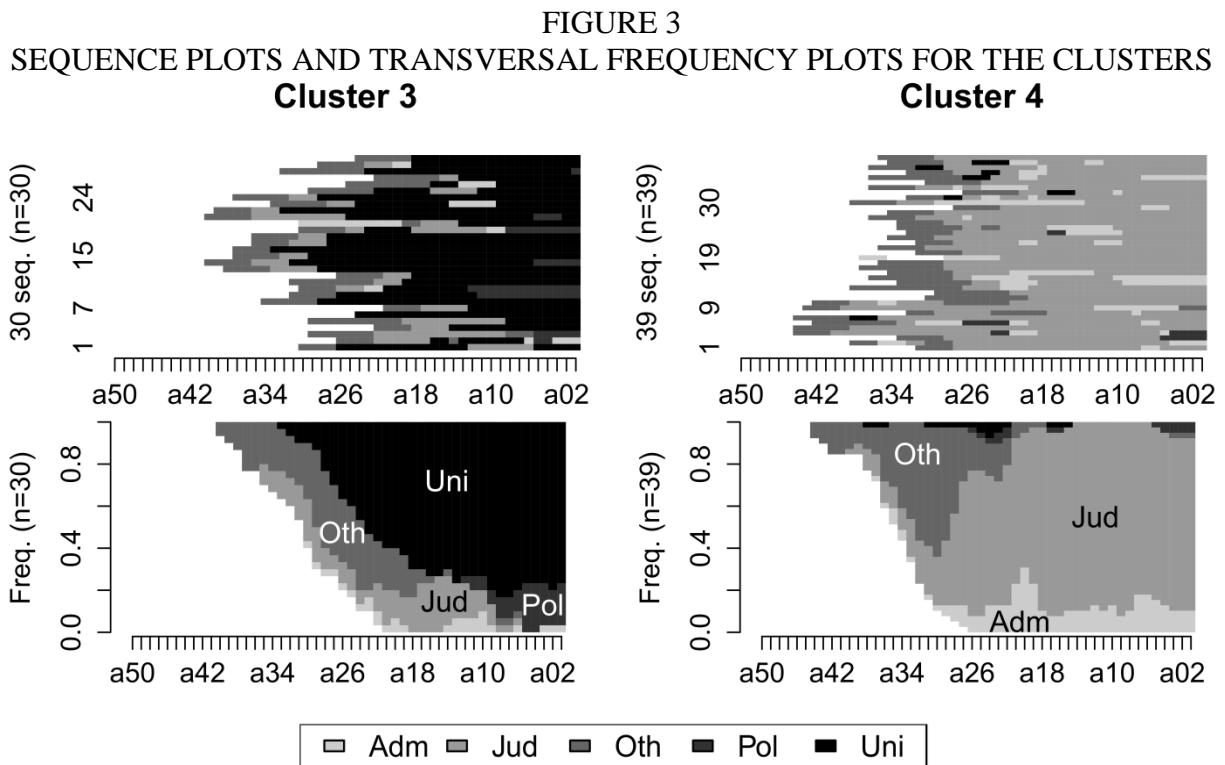 FIGURE 3
SEQUENCE PLOTS AND TRANSVERSAL FREQUENCY PLOTS FOR THE CLUSTERS
Cluster 3
30 seq. (n=30)
1 7 15 24
a50 a42 a34 a26 a18 a10 a02
Freq. (n=30)
0.0 0.4 0.8
Uni
Oth
Jud
Pol
a50 a42 a34 a26 a18 a10 a02
Cluster 4
39 seq. (n=39)
1 9 19 30
a50 a42 a34 a26 a18 a10 a02
Freq. (n=39)
0.0 0.4 0.8
Oth
Jud
Adm
a50 a42 a34 a26 a18 a10 a02
Adm Jud Oth Pol Uni